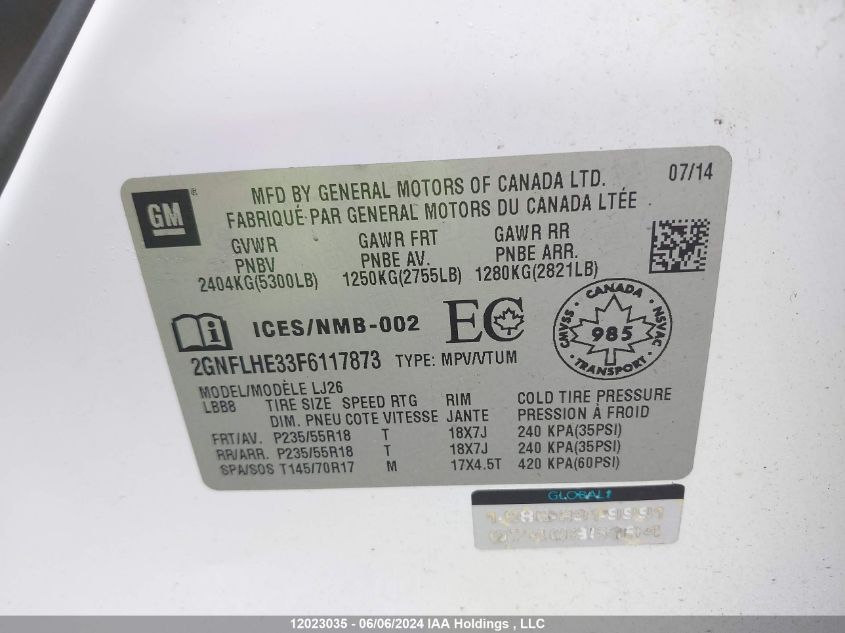 07/14
GM ®
MFD BY GENERAL MOTORS OF CANADA LTD.
FABRIQUÉ PAR GENERAL MOTORS DU CANADA LTÉE
GVWR GAWR FRT GAWR RR
PNBV PNBE AV. PNBE ARR.
2404KG(5300LB) 1250KG(2755LB) 1280KG(2821LB)
i ICES/NMB-002 EC
CANADA
CMVSS 985 NSVAC
TRANSPORT
2GNFLHE33F6117873 TYPE: MPV/VTUM
MODEL/MODÈLE LJ26
LBB8 TIRE SIZE SPEED RTG RIM COLD TIRE PRESSURE
DIM. PNEU COTE VITESSE JANTE PRESSION À FROID
FRT/AV. P235/55R18 T 18X7J 240 KPA(35PSI)
RR/ARR. P235/55R18 T 18X7J 240 KPA(35PSI)
SPA/SOS T145/70R17 M 17X4.5T 420 KPA(60PSI)
GLOBALI
12023035 - 06/06/2024 IAA Holdings , LLC